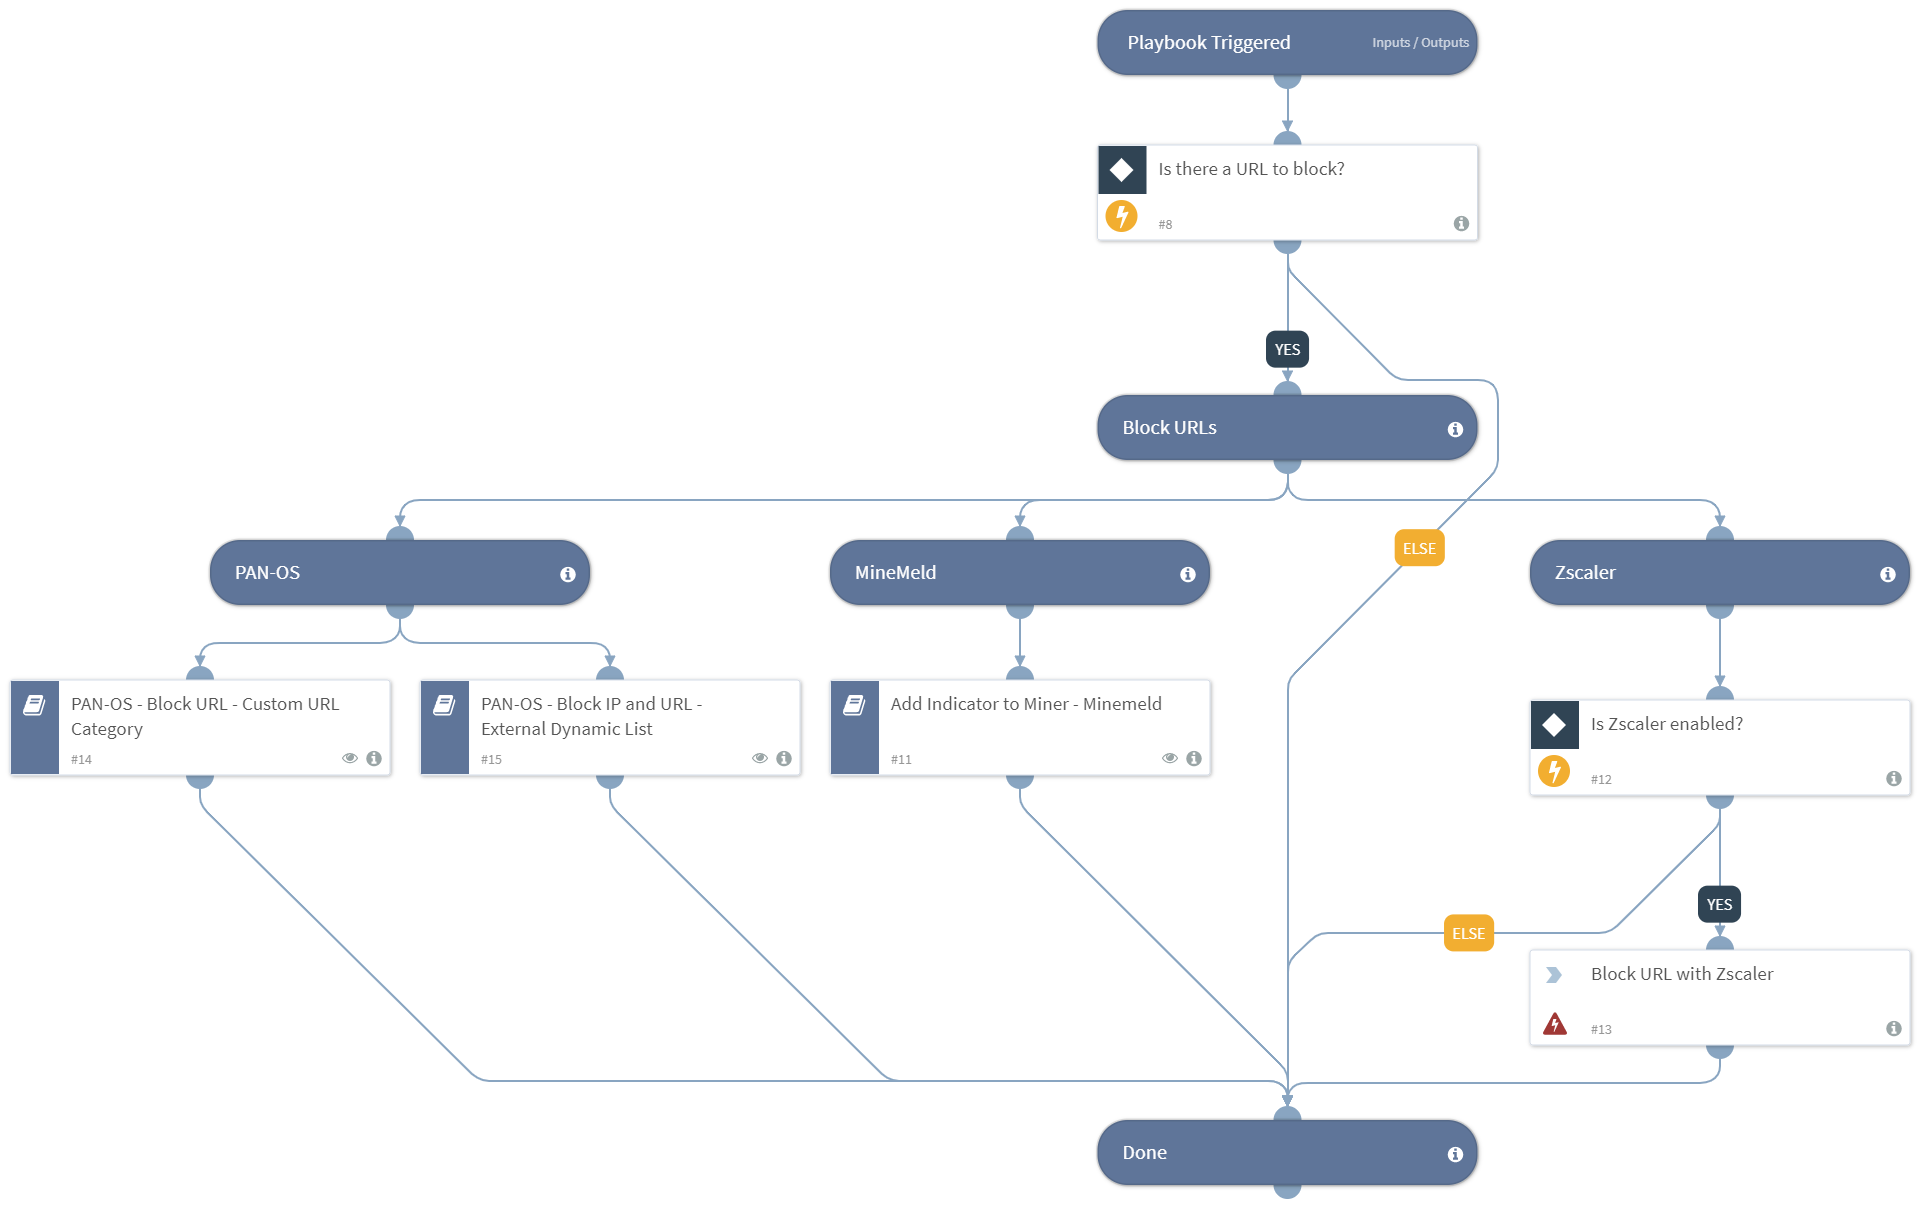 Playbook Triggered
Inputs / Outputs
Is there a URL to block?
#8
YES
Block URLs
ELSE
PAN-OS
MineMeld
Zscaler
PAN-OS - Block URL - Custom URL
Category
#14
PAN-OS - Block IP and URL -
External Dynamic List
#15
Add Indicator to Miner - Minemeld
#11
Is Zscaler enabled?
#12
YES
ELSE
Block URL with Zscaler
#13
Done